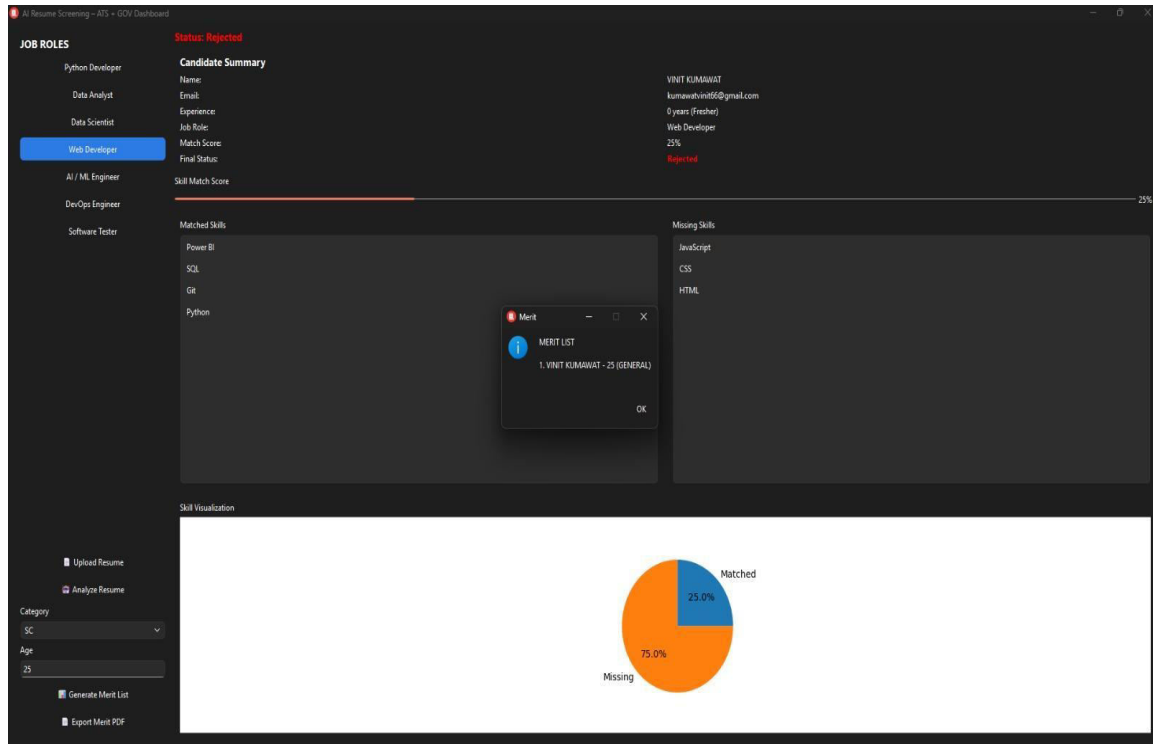 AI Resume Screening – ATS + GOV Dashboard
JOB ROLES
Python Developer
Data Analyst
Data Scientist
Web Developer
AI / ML Engineer
DevOps Engineer
Software Tester
Upload Resume
Analyze Resume
Category
SC
Age
25
Generate Merit List
Export Merit PDF
Status: Rejected
Candidate Summary
Name: VINIT KUMAWAT
Email: kumawatvinit66@gmail.com
Experience: 0 years (Fresher)
Job Role: Web Developer
Match Score: 25%
Final Status: Rejected
Skill Match Score
25%
Matched Skills
Power BI
SQL
Git
Python
Missing Skills
JavaScript
CSS
HTML
Merit
MERIT LIST
1. VINIT KUMAWAT - 25 (GENERAL)
OK
Skill Visualization
Matched
25.0%
75.0%
Missing